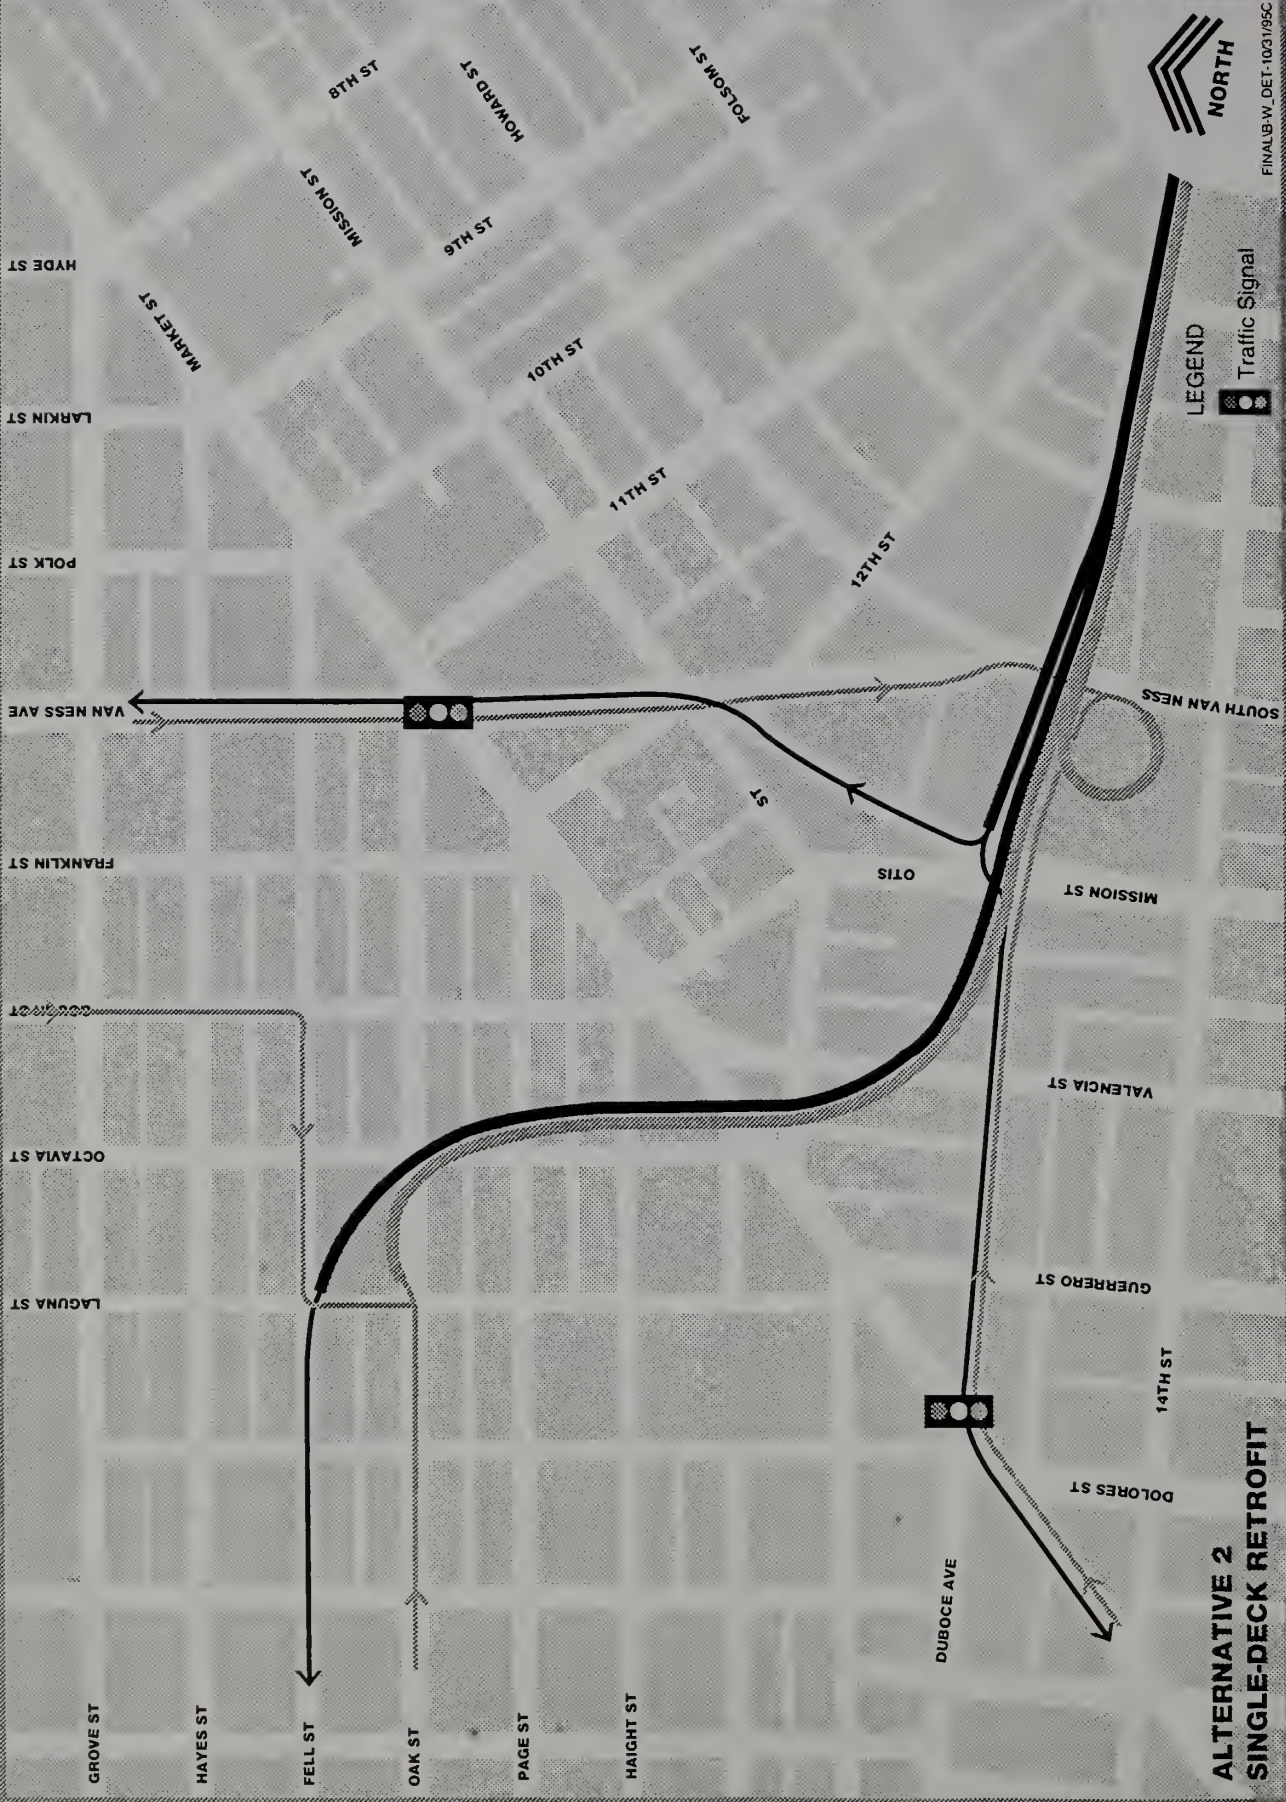 HYDE ST
LARKIN ST
POLK ST
VAN NESS AVE
FRANKLIN ST
GOUGH ST
OCTAVIA ST
LAGUNA ST
8TH ST
HOWARD ST
FOLSOM ST
MISSION ST
9TH ST
MARKET ST
10TH ST
11TH ST
12TH ST
ST
OTIS
SOUTH VAN NESS
MISSION ST
VALENCIA ST
GUERRERO ST
14TH ST
DOLORES ST
DUBOCE AVE
GROVE ST
HAYES ST
FELL ST
OAK ST
PAGE ST
HAIGHT ST
NORTH
FINAL\B-W_DET-10/31/95C
LEGEND
Traffic Signal
ALTERNATIVE 2
SINGLE-DECK RETROFIT